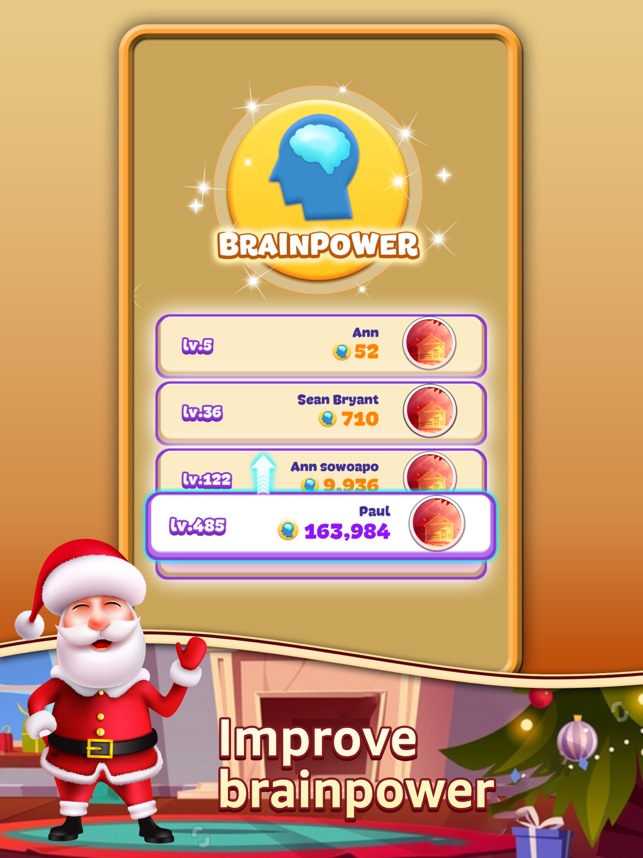 BRAINPOWER
lv.5
Ann
52
lv.36
Sean Bryant
710
lv.122
Ann sowoapo
9,936
lv.485
Paul
163,984
Improve
brainpower